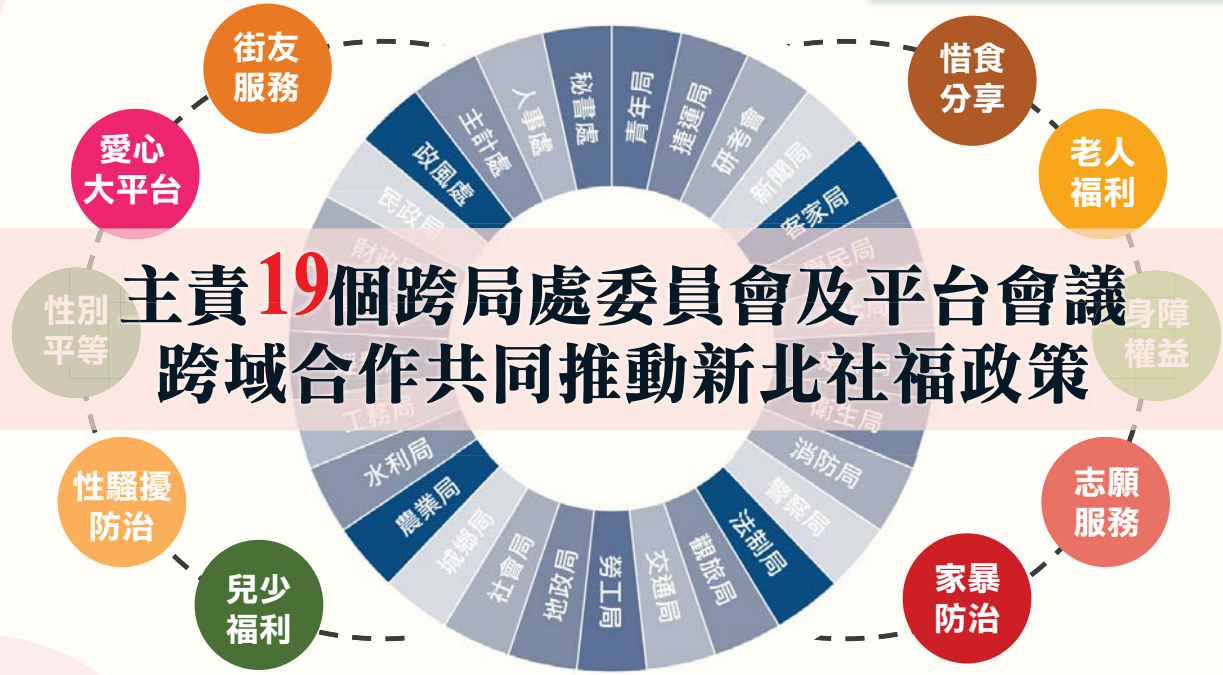 主責19個跨局處委員會及平台會議
跨域合作共同推動新北社福政策
街友
服務
愛心
大平台
性別
平等
性騷擾
防治
兒少
福利
惜食
分享
老人
福利
身障
權益
志願
服務
家暴
防治
秘書處
青年局
捷運局
研考會
新聞局
客家局
衛生局
消防局
警察局
法制局
觀旅局
交通局
勞工局
地政局
社會局
城鄉局
農業局
水利局
工務局
財政局
民政局
政風處
主計處
人事處